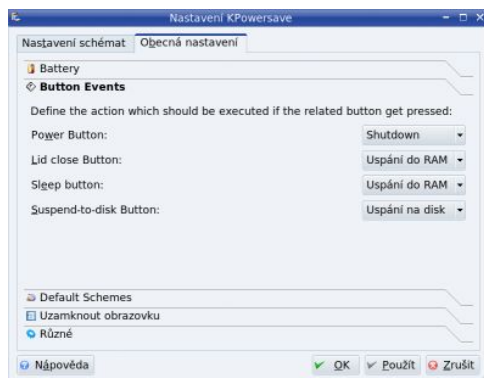 Nastavení KPowersave
Nastavení schémat Obecná nastavení
Battery
Button Events
Define the action which should be executed if the related button get pressed:
Power Button: Shutdown
Lid close Button: Uspání do RAM
Sleep button: Uspání do RAM
Suspend-to-disk Button: Uspání na disk
Default Schemes
Uzamknout obrazovku
Různé
Nápověda OK Použít Zrušit